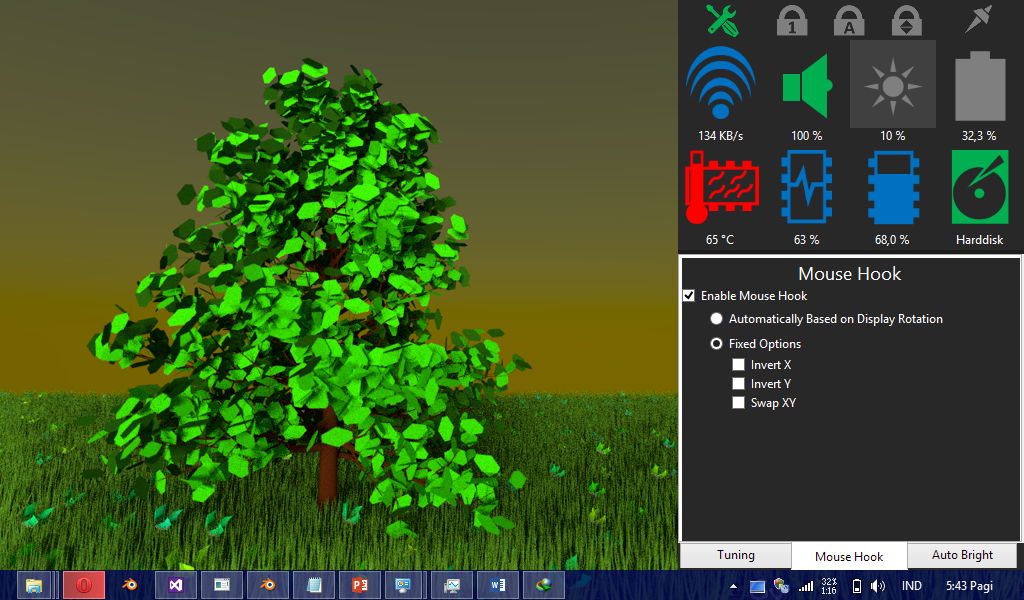 1 A
134 KB/s 100 % 10 % 32,3 %
65 °C 63 % 68,0 % Harddisk
Mouse Hook
Enable Mouse Hook
Automatically Based on Display Rotation
Fixed Options
Invert X
Invert Y
Swap XY
Tuning Mouse Hook Auto Bright
32%
1:16
IND 5:43 Pagi